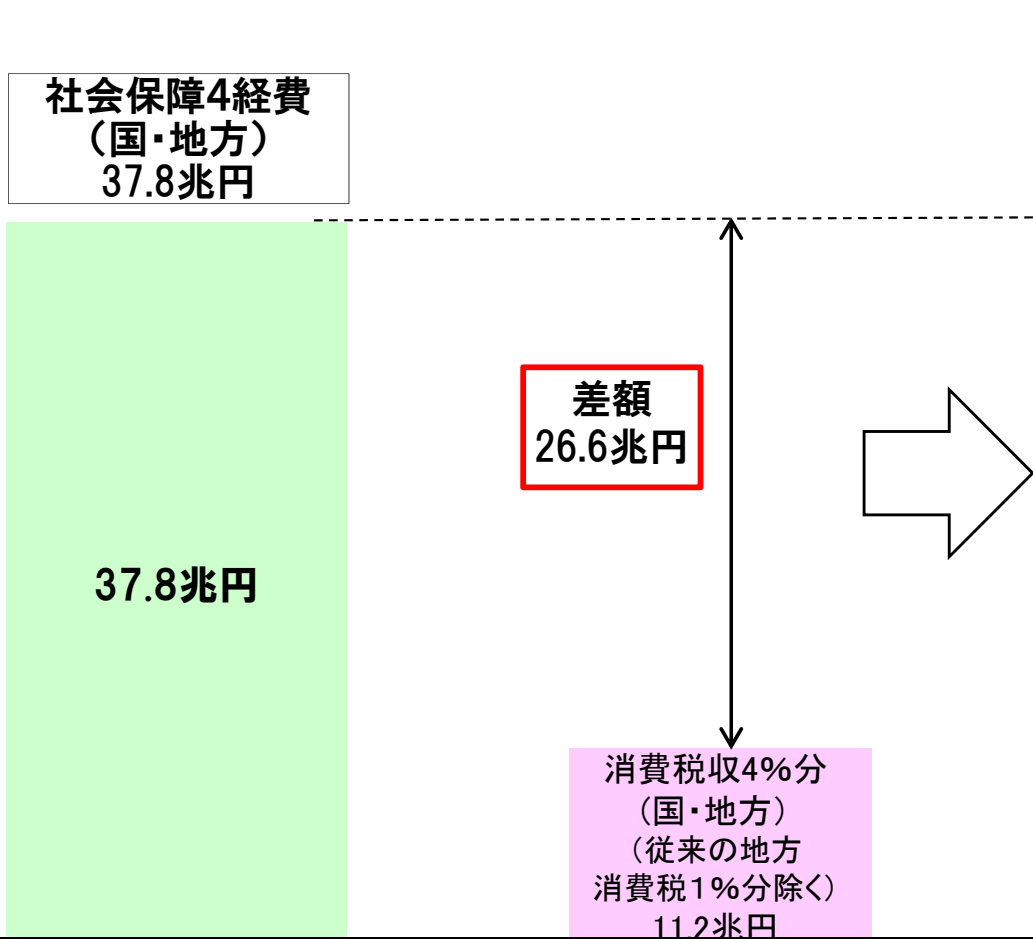 社会保障4経費
（国・地方）
37.8兆円
差額
26.6兆円
37.8兆円
消費税収4%分
（国・地方）
（従来の地方
消費税１%分除く）
11.2兆円